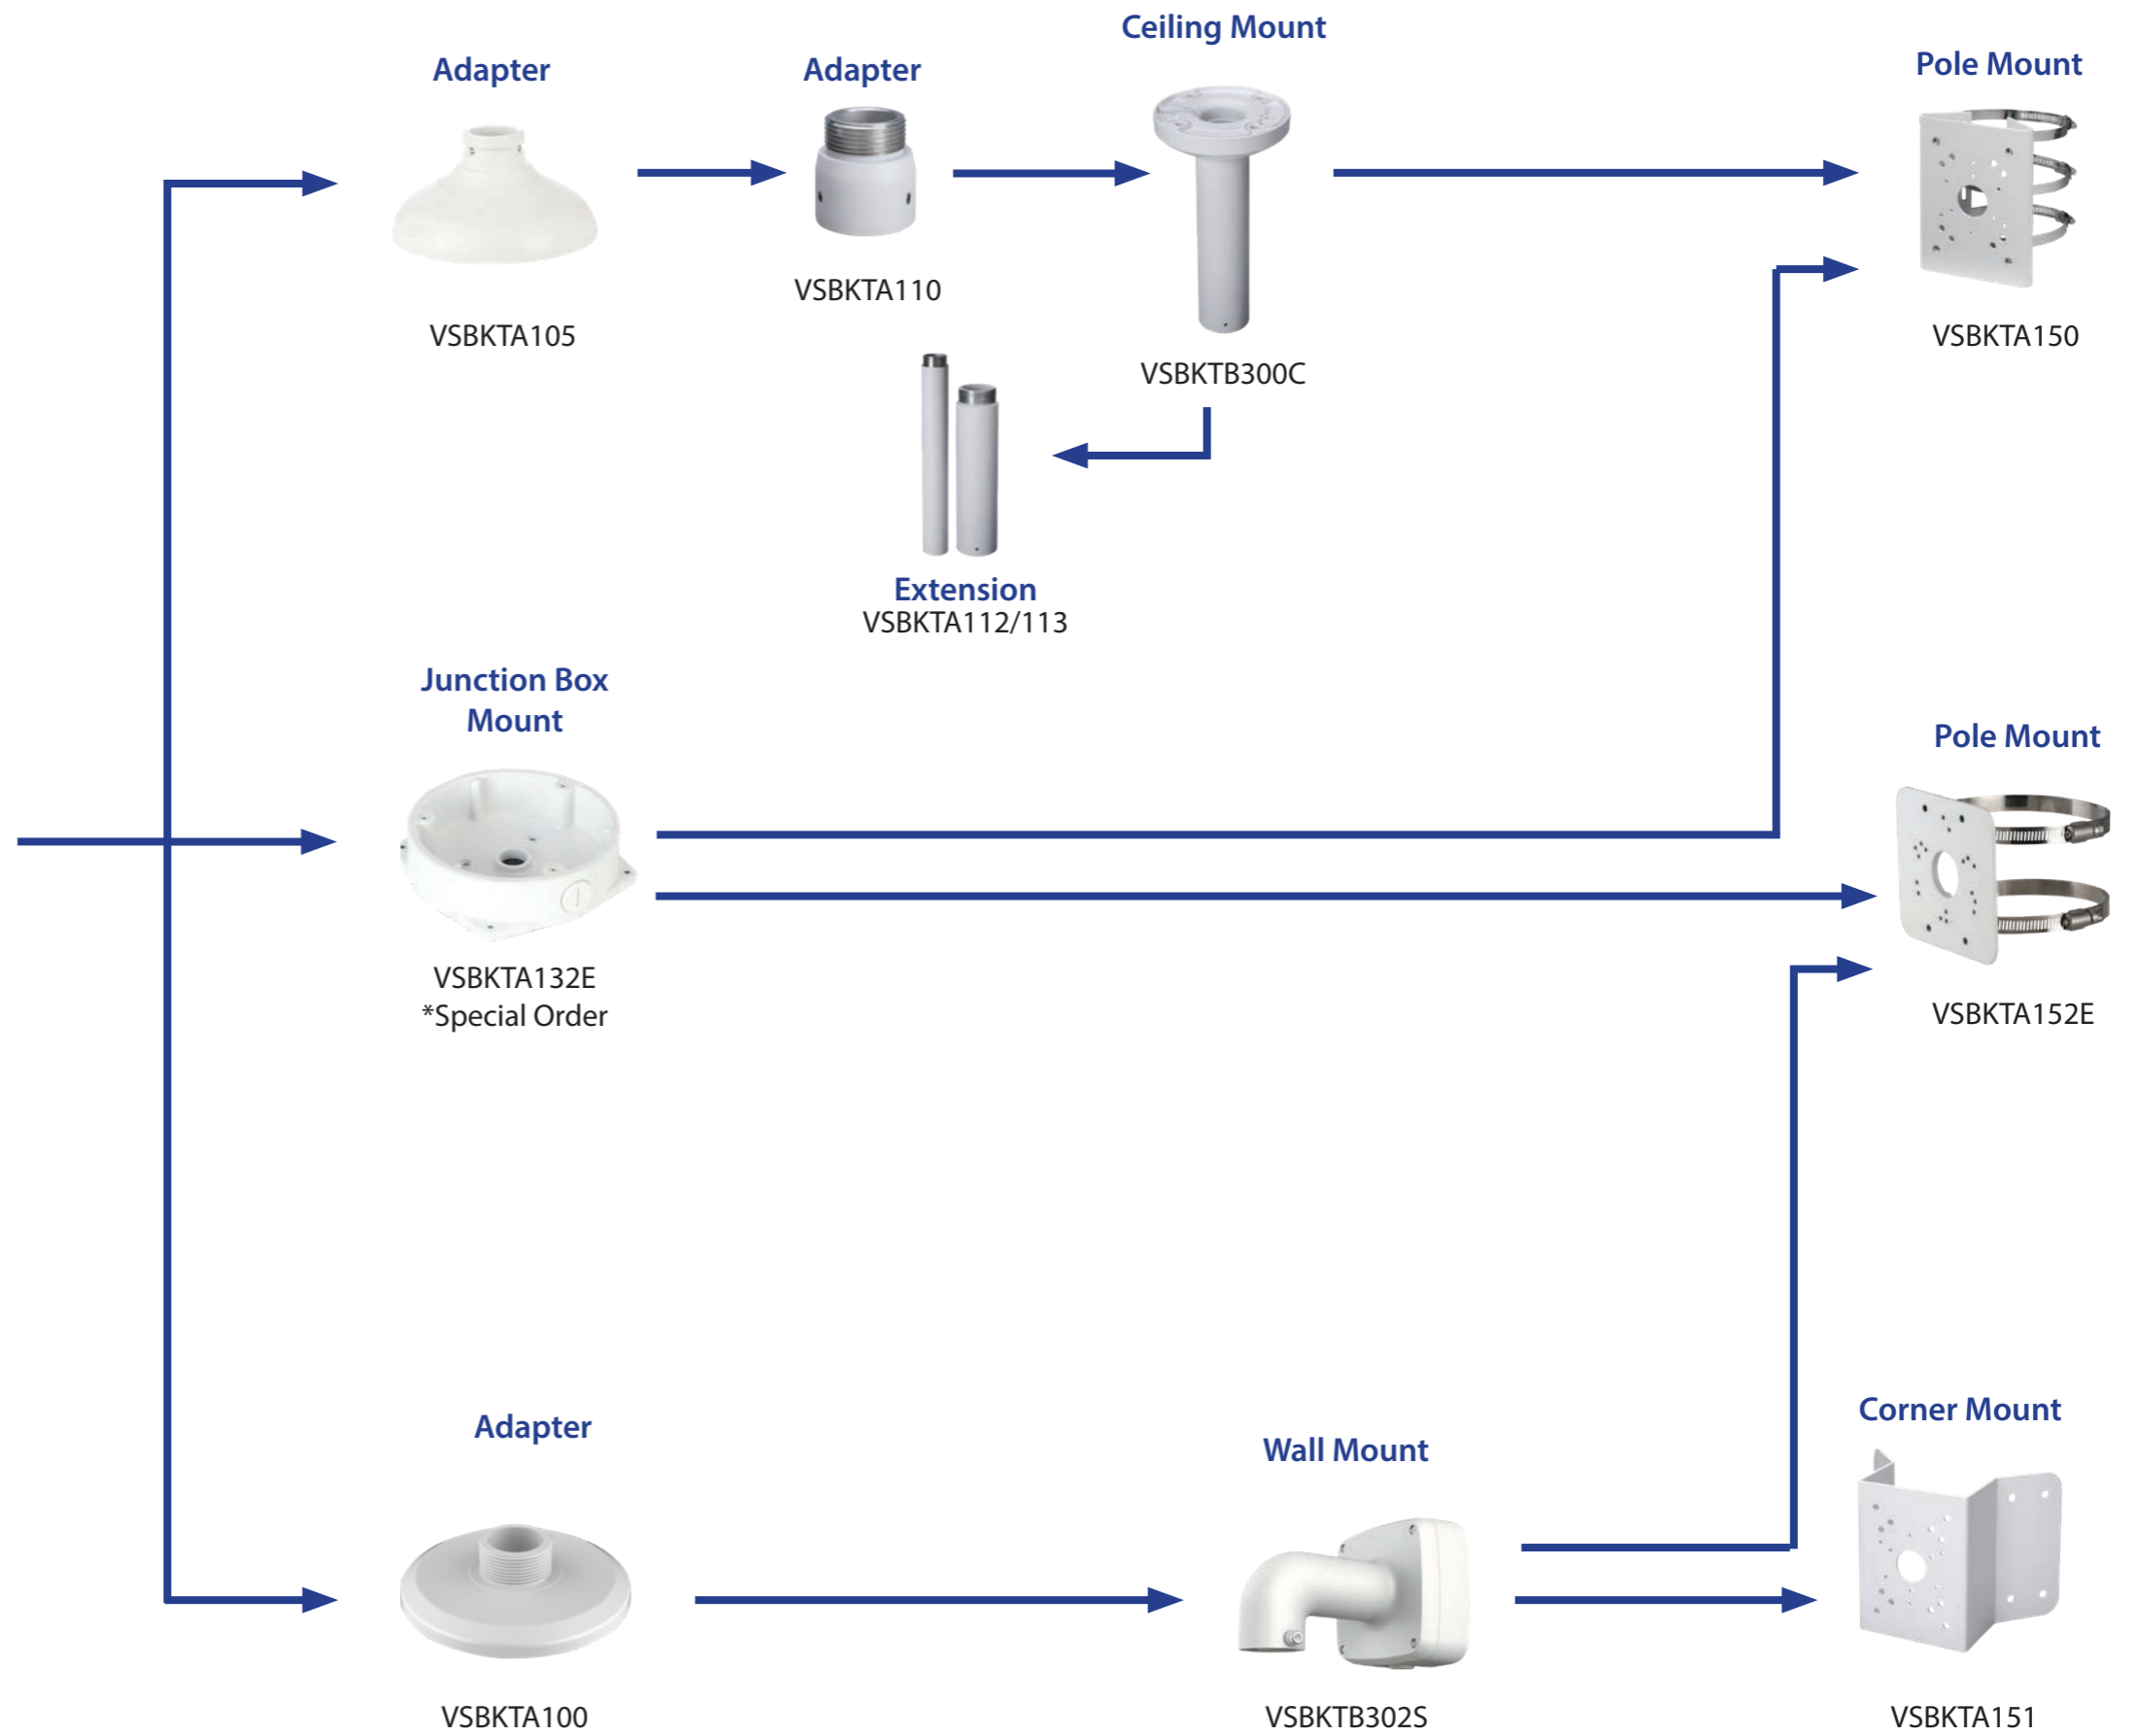 Ceiling Mount
Adapter
Adapter
Pole Mount
VSBKTA105
VSBKTA110
VSBKTB300C
VSBKTA150
Extension
VSBKTA112/113
Junction Box
Mount
Pole Mount
VSBKTA132E
*Special Order
VSBKTA152E
Adapter
Wall Mount
Corner Mount
VSBKTA100
VSBKTB302S
VSBKTA151